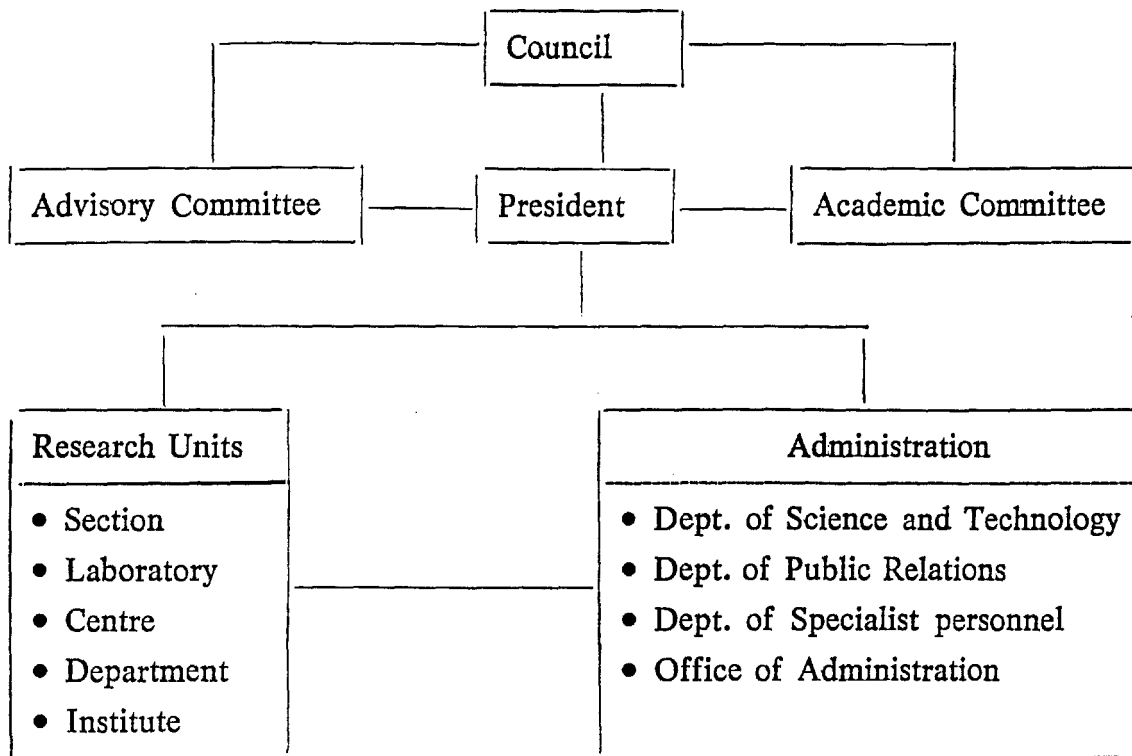 Council
Advisory Committee
President
Academic Committee
Research Units
• Section
• Laboratory
• Centre
• Department
• Institute
Administration
• Dept. of Science and Technology
• Dept. of Public Relations
• Dept. of Specialist personnel
• Office of Administration